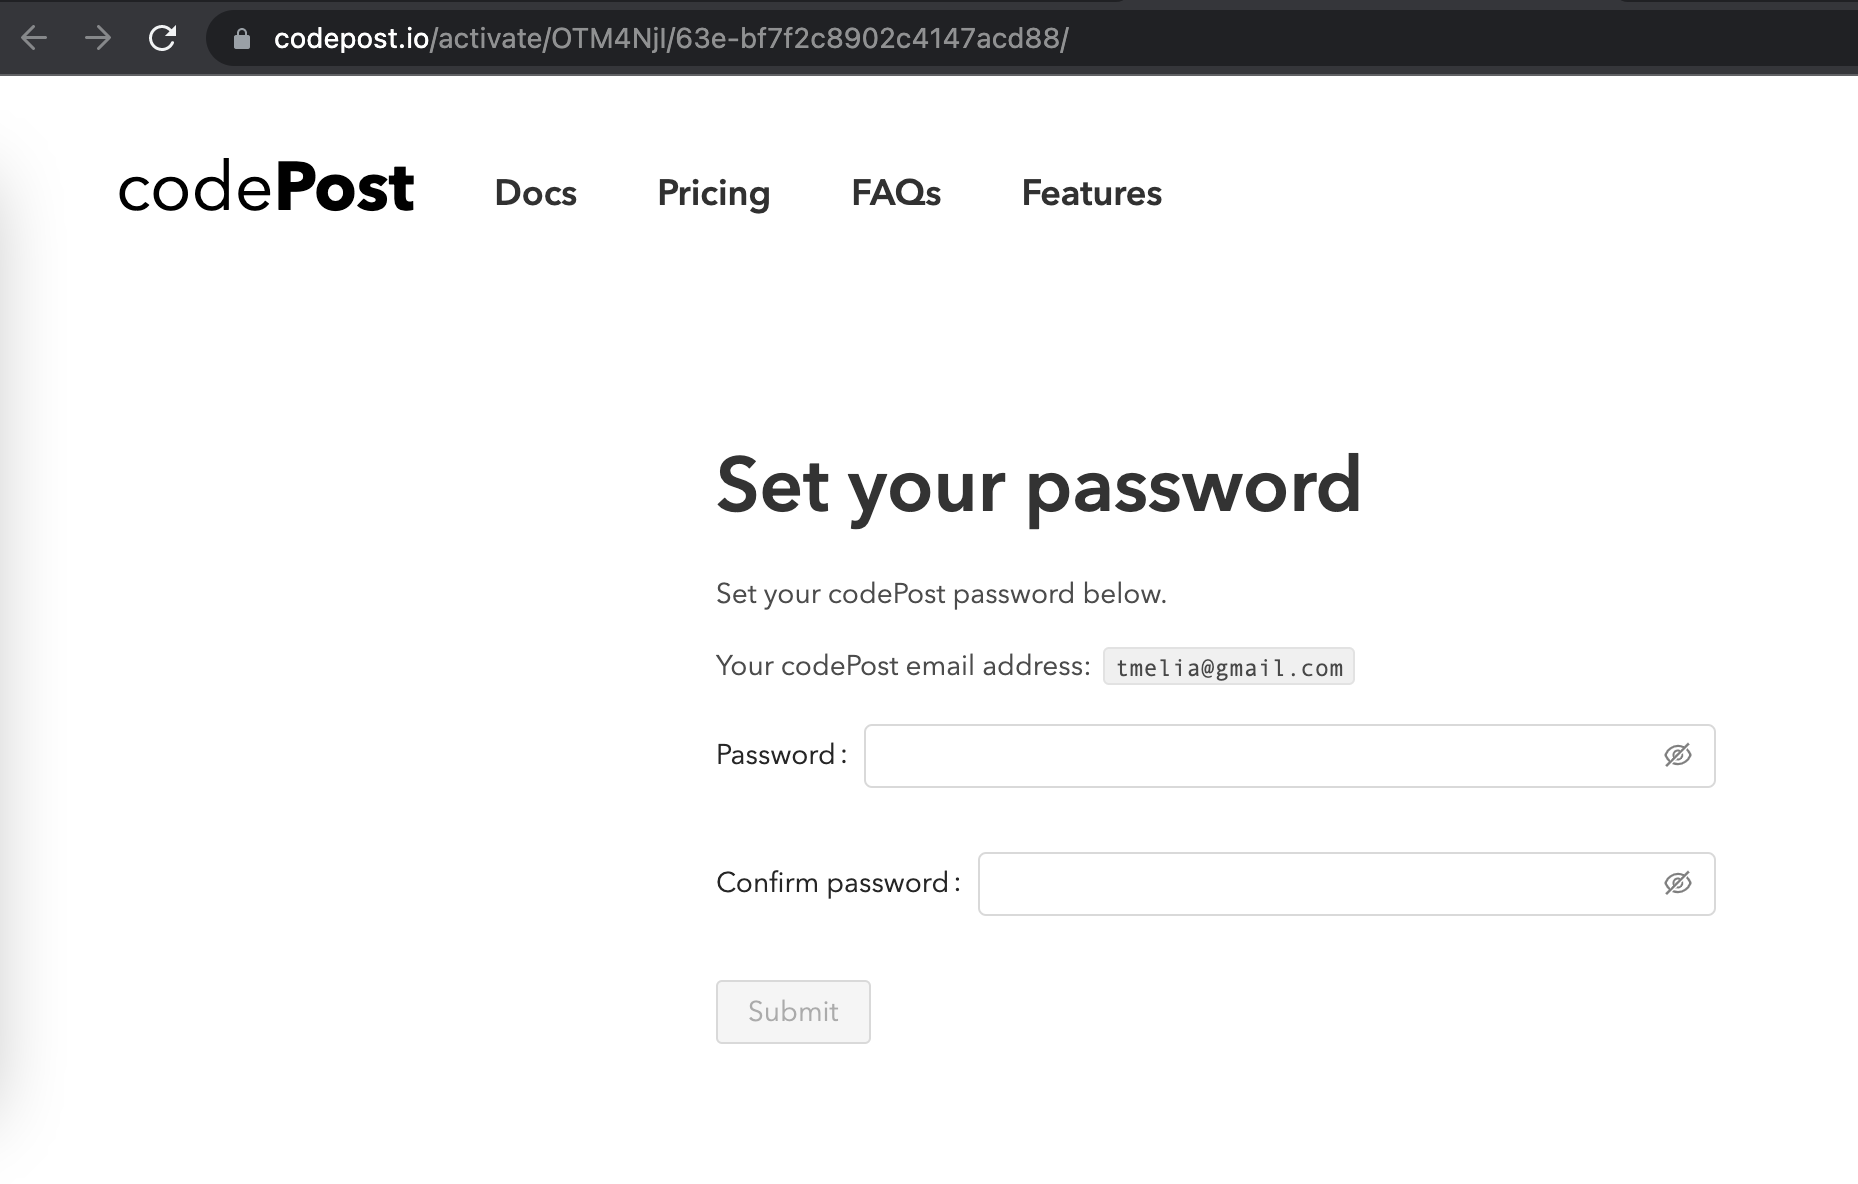 codepost.io/activate/OTM4NjI/63e-bf7f2c8902c4147acd88/
codePost Docs Pricing FAQs Features
Set your password
Set your codePost password below.
Your codePost email address: tmelia@gmail.com
Password:
Confirm password:
Submit